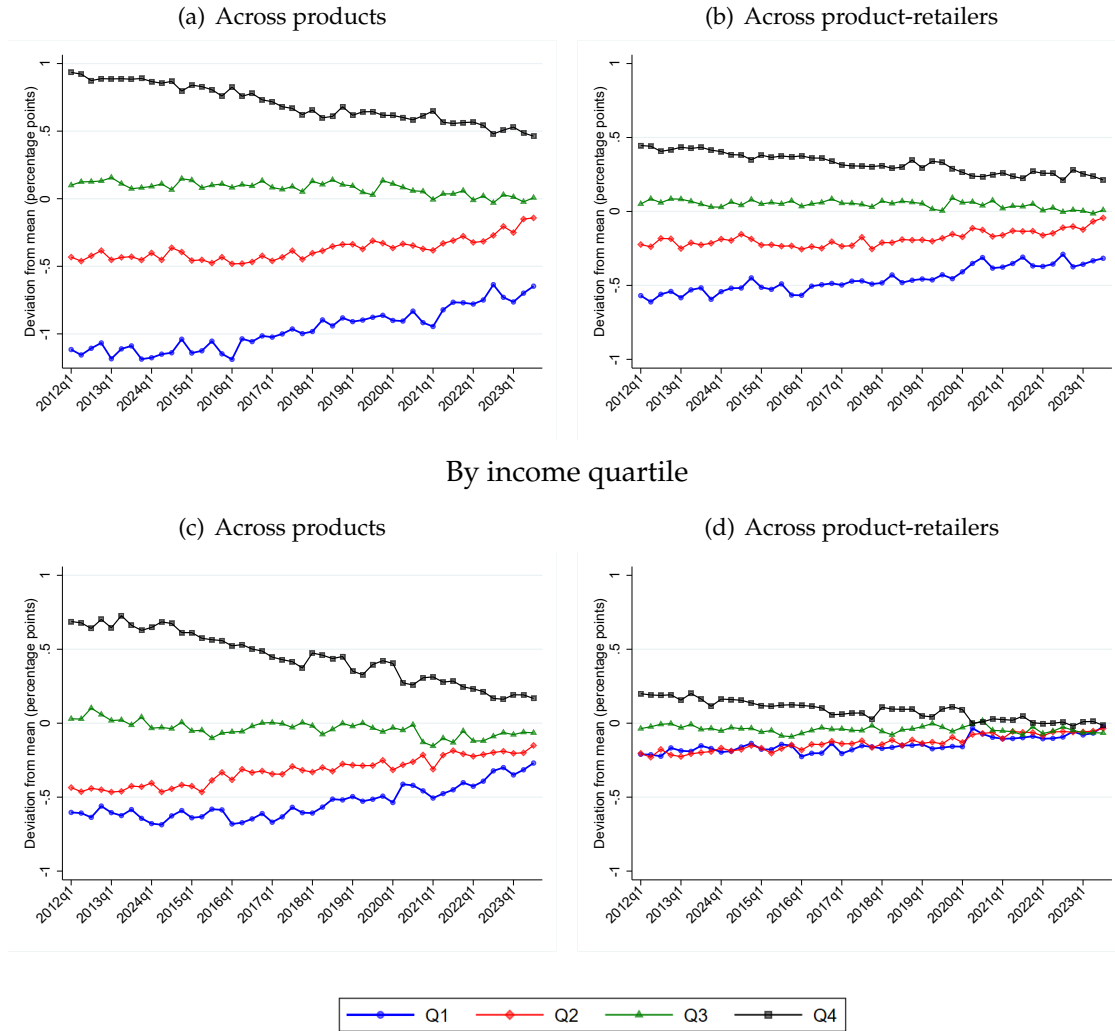 (a) Across products
(b) Across product-retailers
Deviation from mean (percentage points)
1
.5
0
-.5
-1
2012q1
2013q1
2024q1
2015q1
2016q1
2017q1
2018q1
2019q1
2020q1
2021q1
2022q1
2023q1
Deviation from mean (percentage points)
1
.5
0
-.5
-1
2012q1
2013q1
2024q1
2015q1
2016q1
2017q1
2018q1
2019q1
2020q1
2021q1
2022q1
2023q1
By income quartile
(c) Across products
(d) Across product-retailers
Deviation from mean (percentage points)
1
.5
0
-.5
-1
2012q1
2013q1
2024q1
2015q1
2016q1
2017q1
2018q1
2019q1
2020q1
2021q1
2022q1
2023q1
Deviation from mean (percentage points)
1
.5
0
-.5
-1
2012q1
2013q1
2024q1
2015q1
2016q1
2017q1
2018q1
2019q1
2020q1
2021q1
2022q1
2023q1
Q1 Q2 Q3 Q4